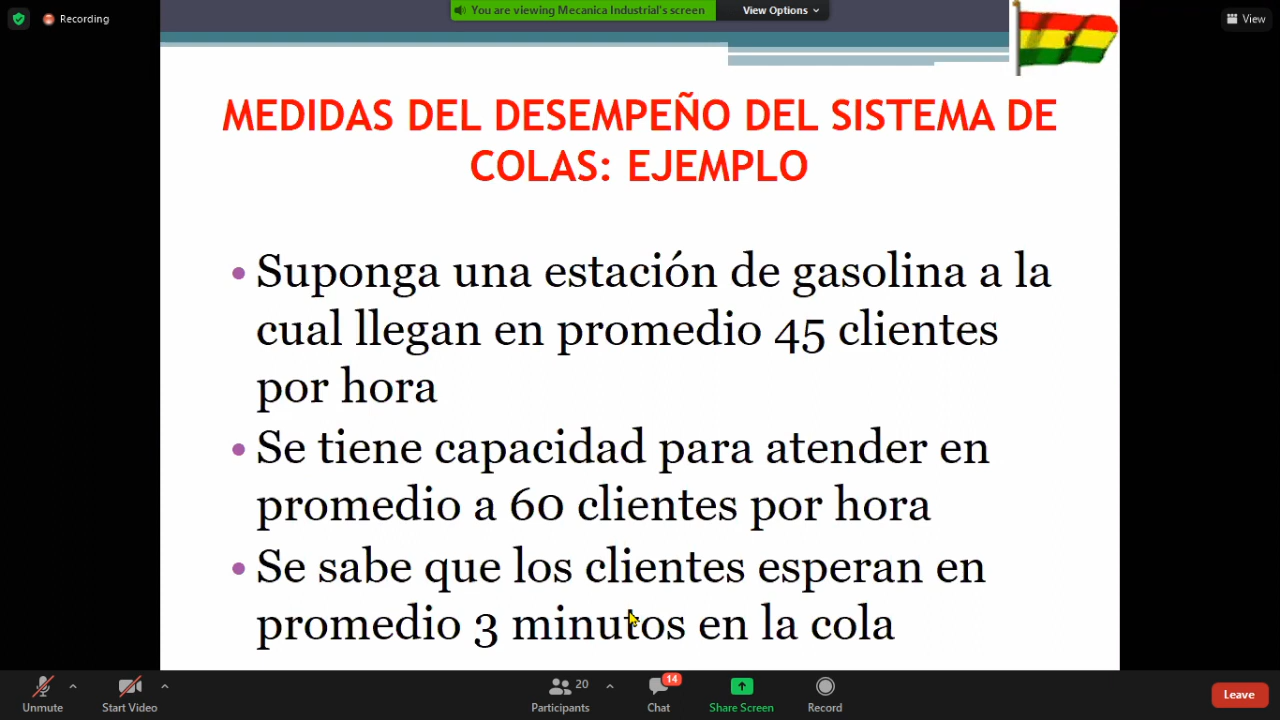 Recording
You are viewing Mecanica Industrial's screen
View Options
View
MEDIDAS DEL DESEMPEÑO DEL SISTEMA DE
COLAS: EJEMPLO
• Suponga una estación de gasolina a la
cual llegan en promedio 45 clientes
por hora
• Se tiene capacidad para atender en
promedio a 60 clientes por hora
• Se sabe que los clientes esperan en
promedio 3 minutos en la cola
Unmute
Start Video
20
Participants
14
Chat
Share Screen
Record
Leave